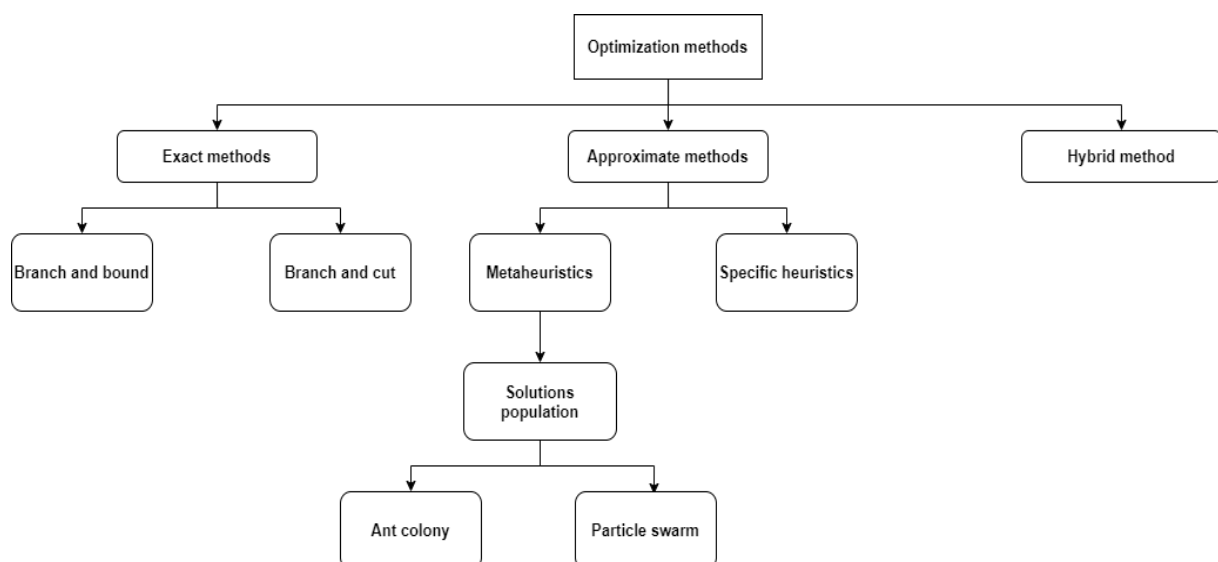 Optimization methods
Exact methods
Approximate methods
Hybrid method
Branch and bound
Branch and cut
Metaheuristics
Specific heuristics
Solutions
population
Ant colony
Particle swarm